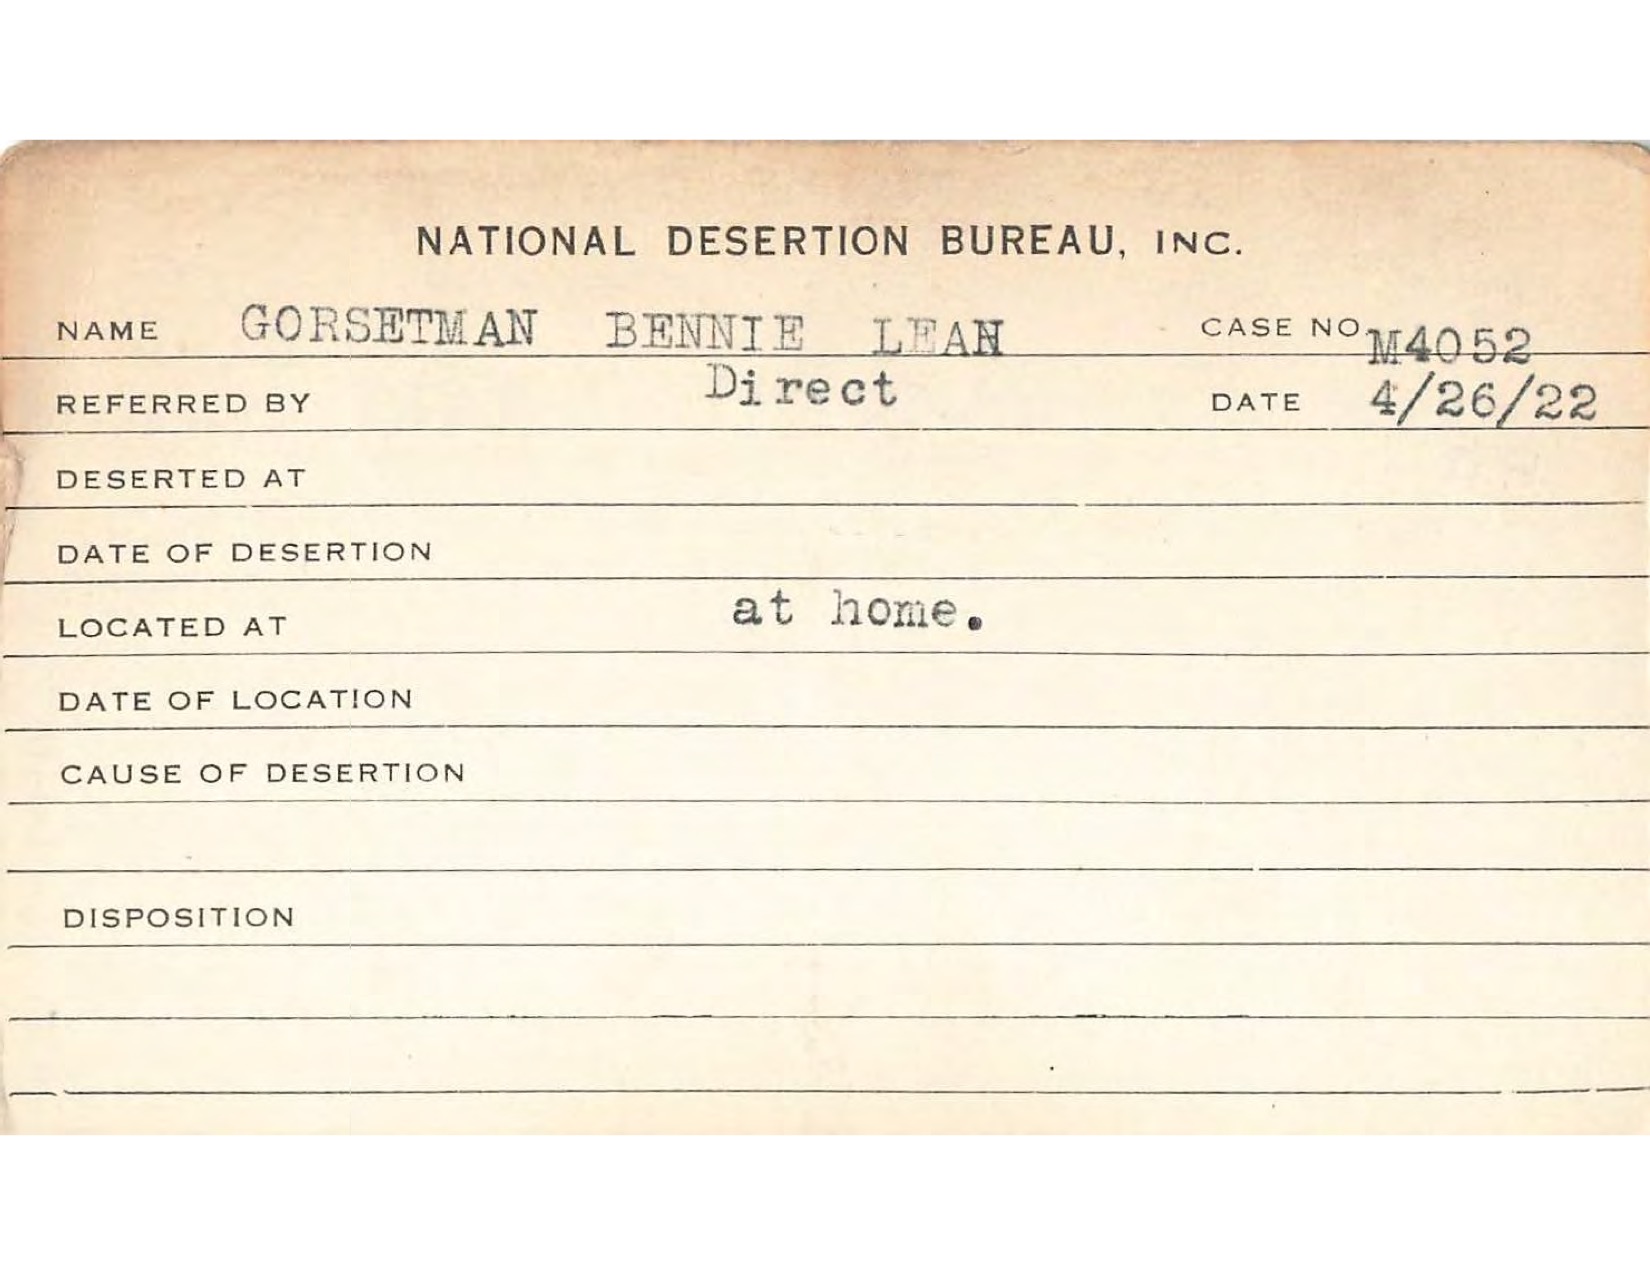 NATIONAL DESERTION BUREAU, INC.
NAME GORSETMAN BENNIE LEAH CASE NO. M4052
REFERRED BY Direct DATE 4/26/22
DESERTED AT
DATE OF DESERTION
LOCATED AT at home.
DATE OF LOCATION
CAUSE OF DESERTION
DISPOSITION